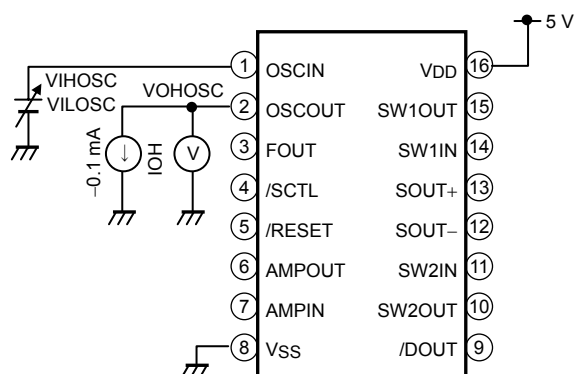 5 V
VIHOSC
VILOSC
VOHOSC
–0.1 mA
↓
IOH
V
1 OSCIN
2 OSCOUT
3 FOUT
4 /SCTL
5 /RESET
6 AMPOUT
7 AMPIN
8 VSS
VDD 16
SW1OUT 15
SW1IN 14
SOUT+ 13
SOUT− 12
SW2IN 11
SW2OUT 10
/DOUT 9